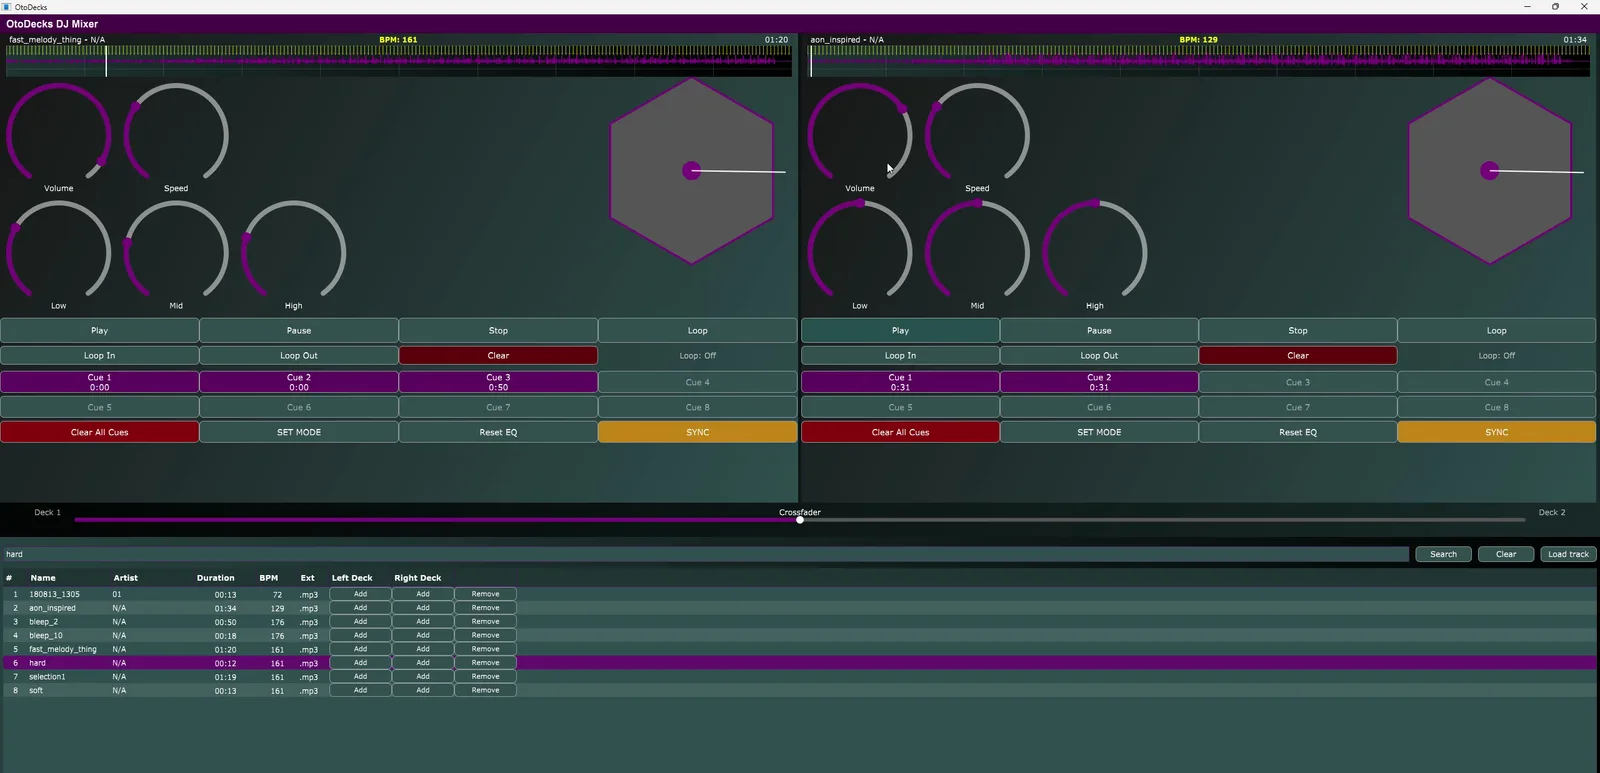 OtoDecks
OtoDecks DJ Mixer
fast_melody_thing - N/A BPM: 161 01:20
aon_inspired - N/A BPM: 129 01:34
Volume Speed
Volume Speed
Low Mid High
Low Mid High
Play Pause Stop Loop
Play Pause Stop Loop
Loop In Loop Out Clear Loop: Off
Loop In Loop Out Clear Loop: Off
Cue 1 Cue 2 Cue 3 Cue 4
0:00 0:00 0:50
Cue 1 Cue 2 Cue 3 Cue 4
0:31 0:31
Cue 5 Cue 6 Cue 7 Cue 8
Cue 5 Cue 6 Cue 7 Cue 8
Clear All Cues SET MODE Reset EQ SYNC
Clear All Cues SET MODE Reset EQ SYNC
Deck 1 Crossfader Deck 2
hard Search Clear Load track
# Name Artist Duration BPM Ext Left Deck Right Deck
1 180813_1305 01 00:13 72 .mp3 Add Add Remove
2 aon_inspired N/A 01:34 129 .mp3 Add Add Remove
3 bleep_2 N/A 00:50 176 .mp3 Add Add Remove
4 bleep_10 N/A 00:18 176 .mp3 Add Add Remove
5 fast_melody_thing N/A 01:20 161 .mp3 Add Add Remove
6 hard N/A 00:12 161 .mp3 Add Add Remove
7 selection1 N/A 01:19 161 .mp3 Add Add Remove
8 soft N/A 00:13 161 .mp3 Add Add Remove